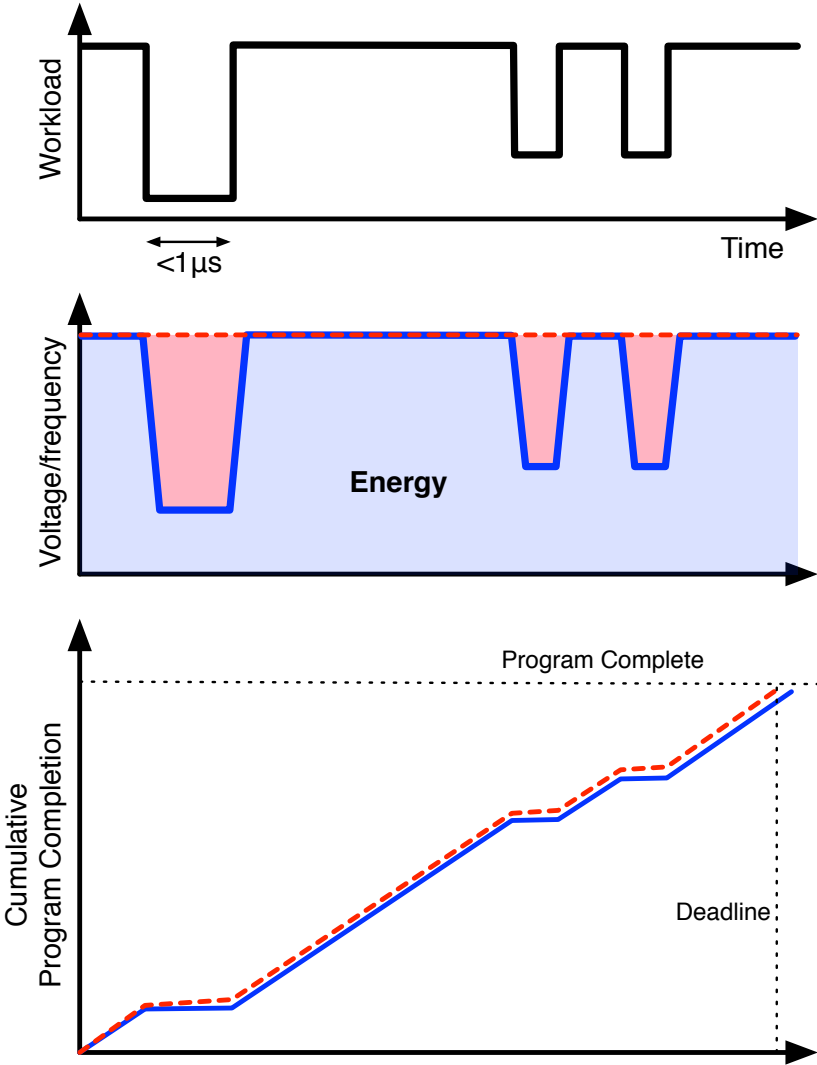 Workload
Time
<1µs
Voltage/frequency
Energy
Program Complete
Cumulative
Program Completion
Deadline